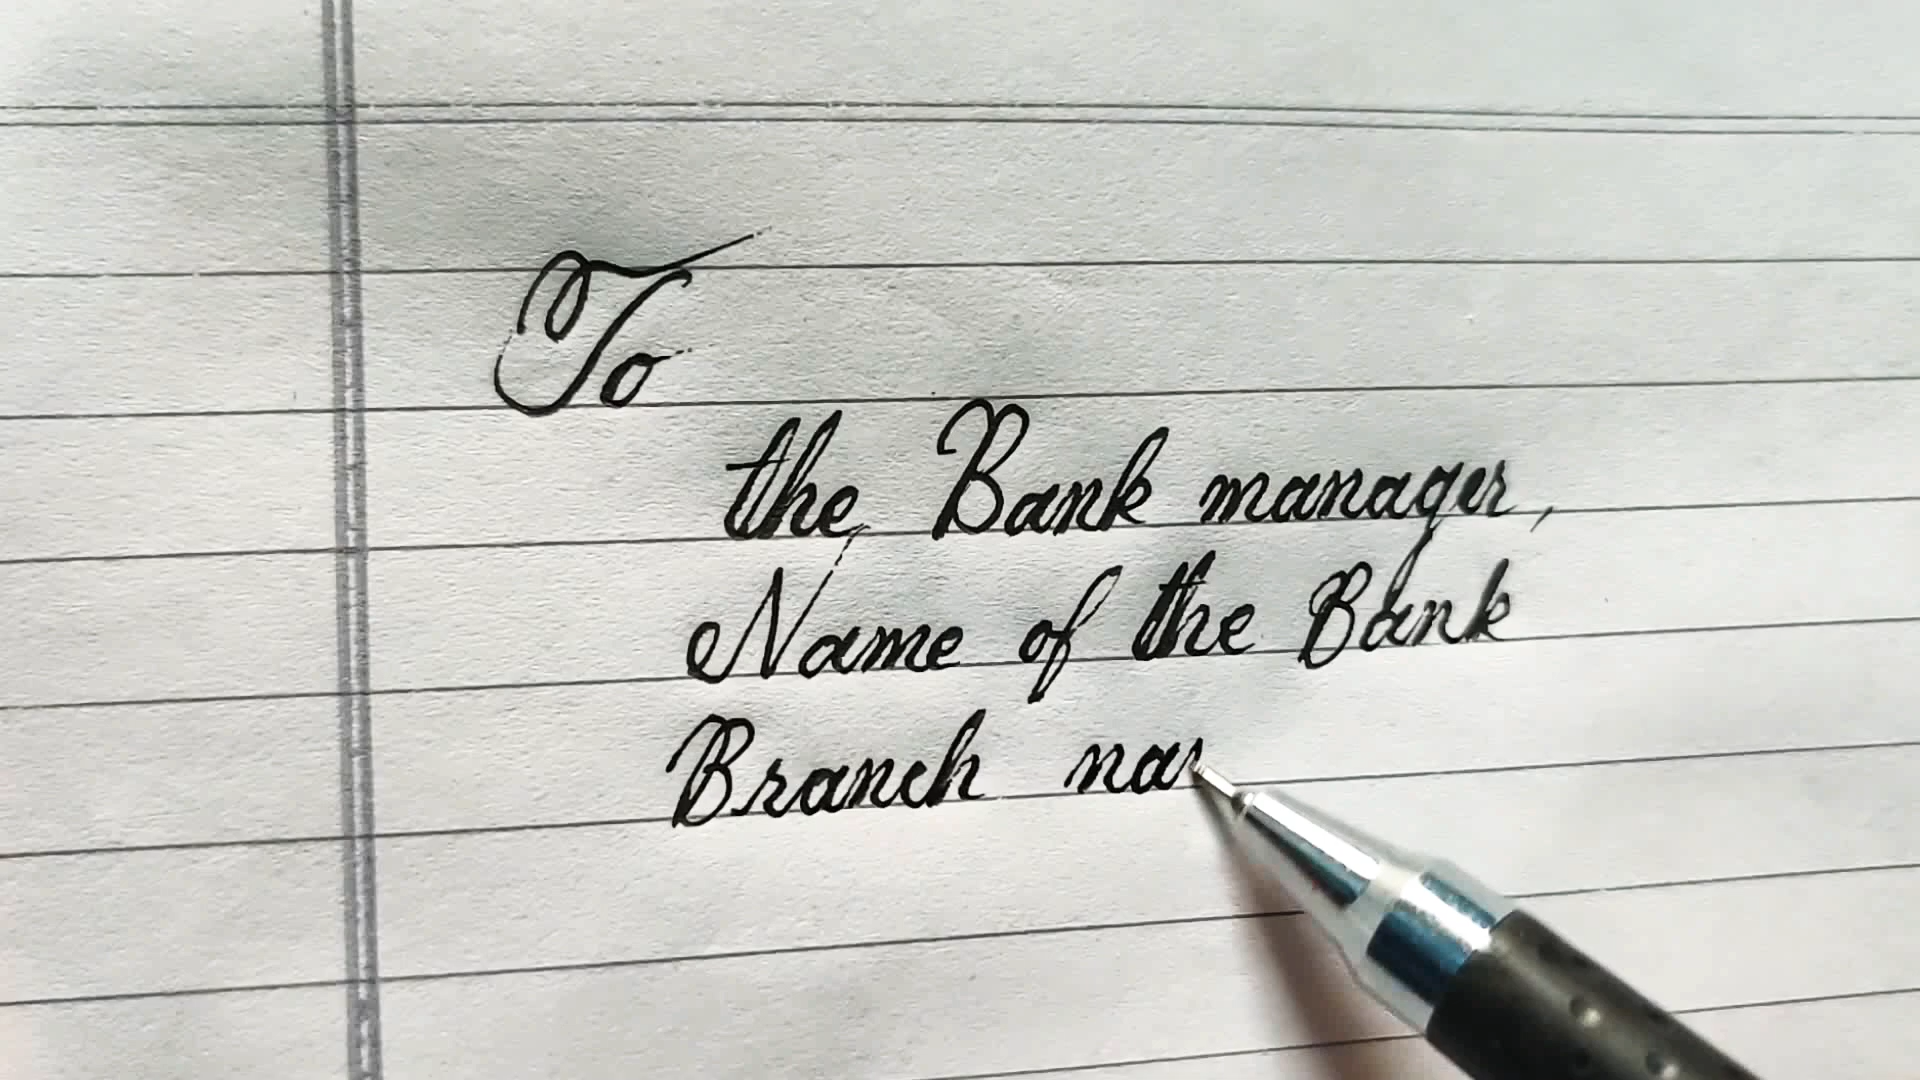 To
the Bank manager,
Name of the Bank
Branch na